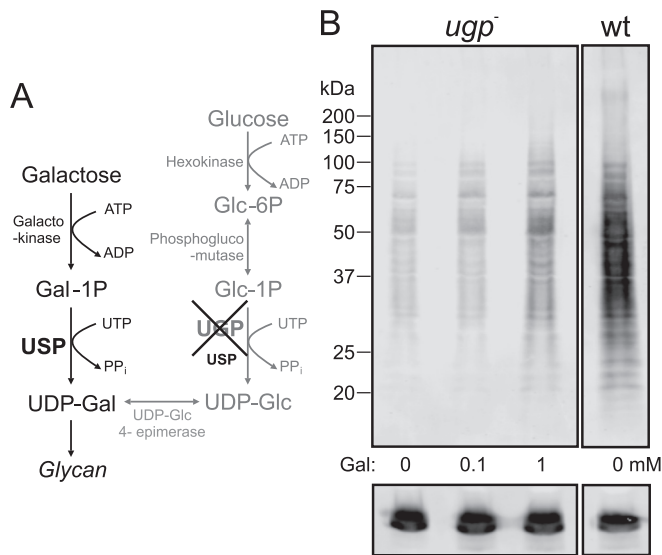 A
Galactose
Galacto
-kinase
ATP
ADP
Gal-1P
USP
UTP
PPi
UDP-Gal
Glycan
Glucose
Hexokinase
ATP
ADP
Glc-6P
Phosphogluco
-mutase
Glc-1P
UGP
USP
UTP
PPi
UDP-Glc
UDP-Glc
4- epimerase
B
ugp-
wt
kDa
200
150
100
75
50
37
25
20
Gal: 0 0.1 1 0 mM